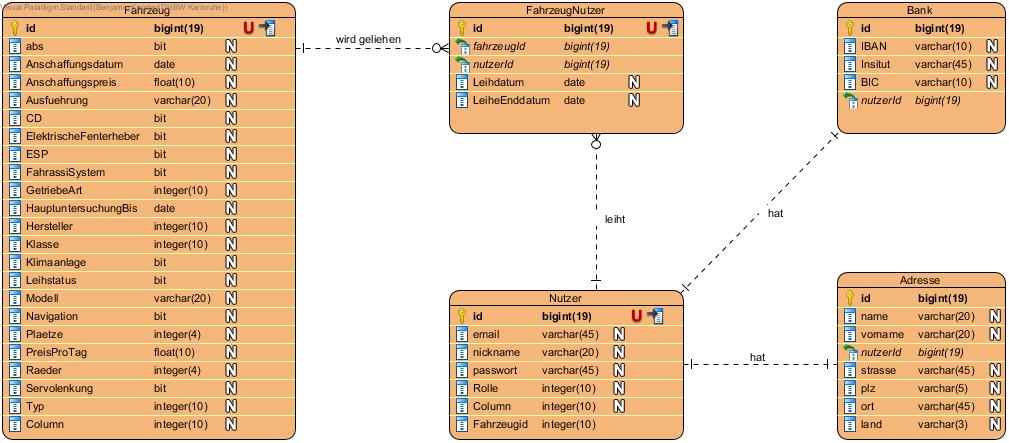 Visual Paradigm Standard(Benjamin DHBW Karlsruhe))
Fahrzeug
id bigint(19) U
abs bit N
Anschaffungsdatum date N
Anschaffungspreis float(10) N
Ausfuehrung varchar(20) N
CD bit N
ElektrischeFenterheber bit N
ESP bit N
FahrassiSystem bit N
GetriebeArt integer(10) N
HauptuntersuchungBis date N
Hersteller integer(10) N
Klasse integer(10) N
Klimaanlage bit N
Leihstatus bit N
Modell varchar(20) N
Navigation bit N
Plaetze integer(4) N
PreisProTag float(10) N
Raeder integer(4) N
Servolenkung bit N
Typ integer(10) N
Column integer(10) N
wird geliehen
FahrzeugNutzer
id bigint(19) U
fahrzeugId bigint(19)
nutzerId bigint(19)
Leihdatum date N
LeiheEnddatum date N
leiht
Bank
id bigint(19)
IBAN varchar(10) N
Insitut varchar(45) N
BIC varchar(10) N
nutzerId bigint(19)
hat
Nutzer
id bigint(19) U
email varchar(45) N
nickname varchar(20) N
passwort varchar(45) N
Rolle integer(10) N
Column integer(10) N
Fahrzeugid integer(10)
hat
Adresse
id bigint(19)
name varchar(20) N
vorname varchar(20) N
nutzerId bigint(19)
strasse varchar(45) N
plz varchar(5) N
ort varchar(45) N
land varchar(3) N